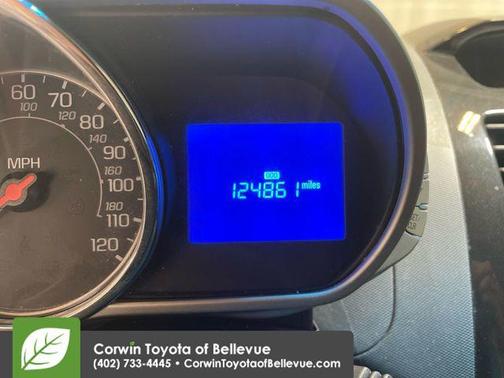 60 70 80 90 100 110 120
100 120 140 160 180
MPH
ODO
124861 miles
Corwin Toyota of Bellevue
(402) 733-4445 • CorwinToyotaofBellevue.com